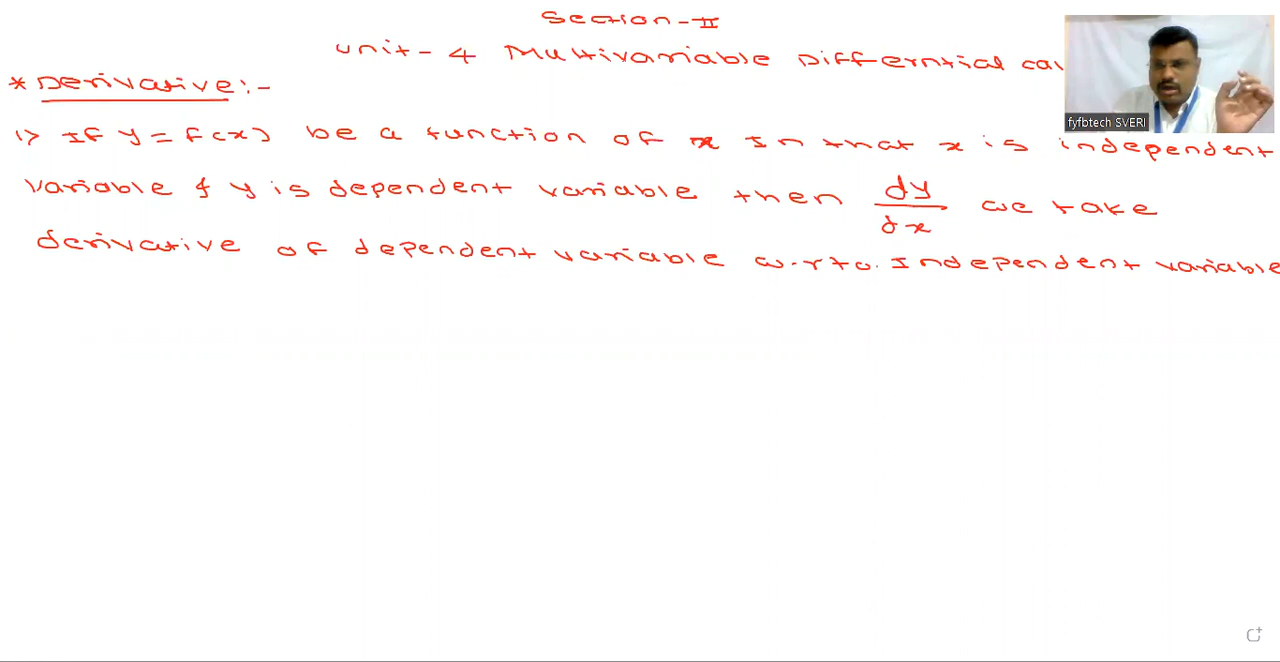 Section-II
unit-4 Multivariable Differntial cal
* Derivative:-
1> If y = f(x) be a function of x In that x is independent
variable & y is dependent variable then dy/dx we take
derivative of dependent variable w.r.to. Independent variable
fyfbtech SVERI